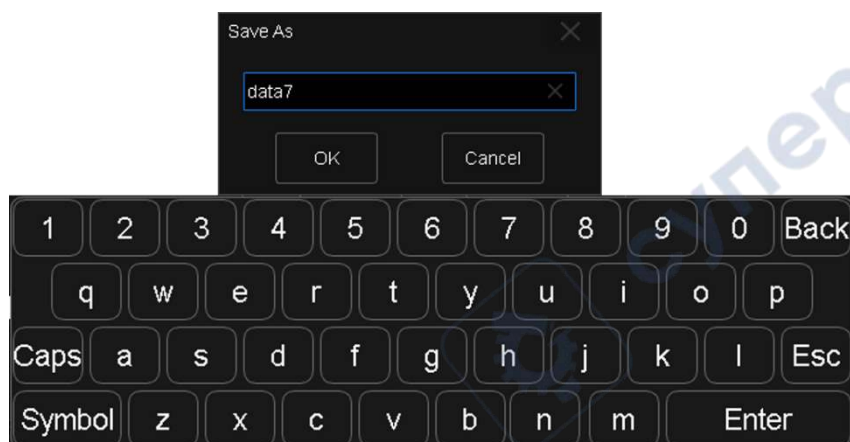 Save As
data7
OK Cancel
1 2 3 4 5 6 7 8 9 0 Back
q w e r t y u i o p
Caps a s d f g h j k l Esc
Symbol z x c v b n m Enter
супер